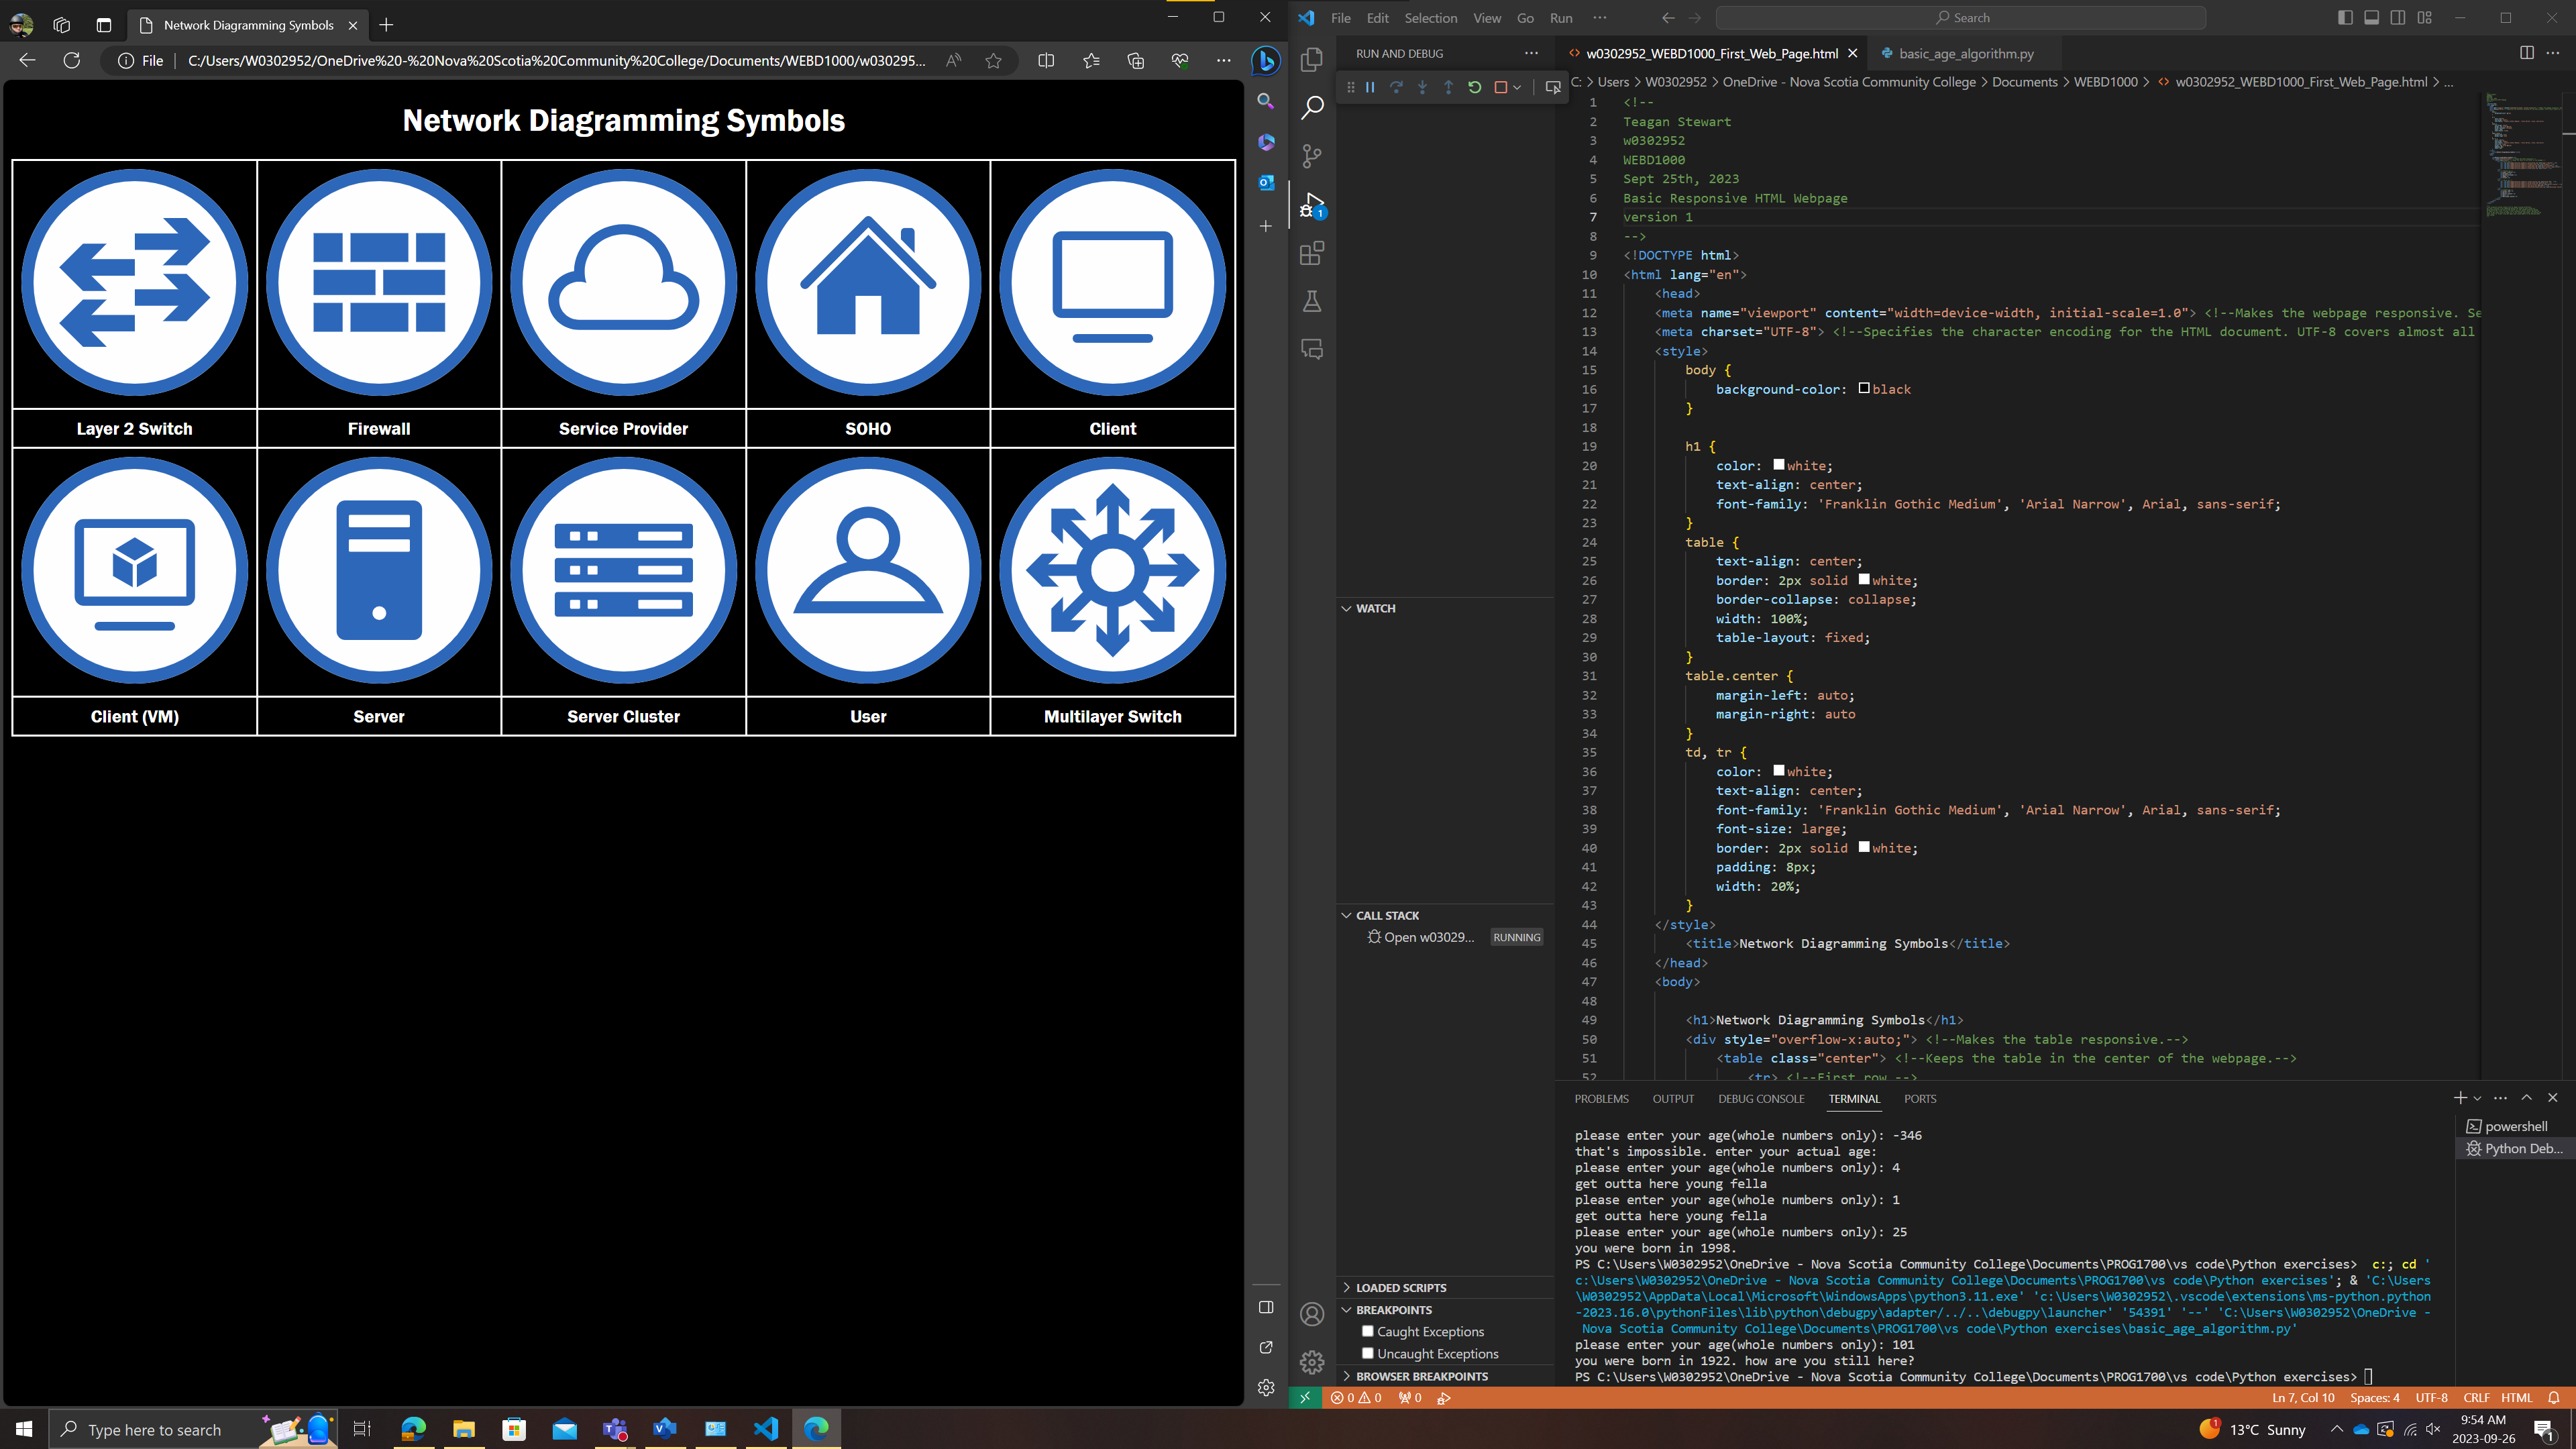 Network Diagramming Symbols
File
C:/Users/W0302952/OneDrive%20-%20Nova%20Scotia%20Community%20College/Documents/WEBD1000/w030295...
Network Diagramming Symbols
Layer 2 Switch
Firewall
Service Provider
SOHO
Client
Client (VM)
Server
Server Cluster
User
Multilayer Switch
File Edit Selection View Go Run ...
Search
RUN AND DEBUG
w0302952_WEBD1000_First_Web_Page.html
basic_age_algorithm.py
C: > Users > W0302952 > OneDrive - Nova Scotia Community College > Documents > WEBD1000 > w0302952_WEBD1000_First_Web_Page.html > ...
1 <!--
2 Teagan Stewart
3 w0302952
4 WEBD1000
5 Sept 25th, 2023
6 Basic Responsive HTML Webpage
7 version 1
8 -->
9 <!DOCTYPE html>
10 <html lang="en">
11 <head>
12 <meta name="viewport" content="width=device-width, initial-scale=1.0"> <!--Makes the webpage responsive. Se
13 <meta charset="UTF-8"> <!--Specifies the character encoding for the HTML document. UTF-8 covers almost all
14 <style>
15 body {
16 background-color: black
17 }
18
19 h1 {
20 color: white;
21 text-align: center;
22 font-family: 'Franklin Gothic Medium', 'Arial Narrow', Arial, sans-serif;
23 }
24 table {
25 text-align: center;
26 border: 2px solid white;
27 border-collapse: collapse;
28 width: 100%;
29 table-layout: fixed;
30 }
31 table.center {
32 margin-left: auto;
33 margin-right: auto
34 }
35 td, tr {
36 color: white;
37 text-align: center;
38 font-family: 'Franklin Gothic Medium', 'Arial Narrow', Arial, sans-serif;
39 font-size: large;
40 border: 2px solid white;
41 padding: 8px;
42 width: 20%;
43 }
44 </style>
45 <title>Network Diagramming Symbols</title>
46 </head>
47 <body>
48
49 <h1>Network Diagramming Symbols</h1>
50 <div style="overflow-x:auto;"> <!--Makes the table responsive.-->
51 <table class="center"> <!--Keeps the table in the center of the webpage.-->
52 <tr> <!--First row -->
WATCH
CALL STACK
Open w03029... RUNNING
LOADED SCRIPTS
BREAKPOINTS
Caught Exceptions
Uncaught Exceptions
BROWSER BREAKPOINTS
PROBLEMS OUTPUT DEBUG CONSOLE TERMINAL PORTS
powershell
Python Deb...
please enter your age(whole numbers only): -346
that's impossible. enter your actual age:
please enter your age(whole numbers only): 4
get outta here young fella
please enter your age(whole numbers only): 1
get outta here young fella
please enter your age(whole numbers only): 25
you were born in 1998.
PS C:\Users\W0302952\OneDrive - Nova Scotia Community College\Documents\PROG1700\vs code\Python exercises>  c:; cd '
c:\Users\W0302952\OneDrive - Nova Scotia Community College\Documents\PROG1700\vs code\Python exercises'; & 'C:\Users
\W0302952\AppData\Local\Microsoft\WindowsApps\python3.11.exe' 'c:\Users\W0302952\.vscode\extensions\ms-python.python
-2023.16.0\pythonFiles\lib\python\debugpy\adapter/../..\debugpy\launcher' '54391' '--' 'C:\Users\W0302952\OneDrive -
Nova Scotia Community College\Documents\PROG1700\vs code\Python exercises\basic_age_algorithm.py'
please enter your age(whole numbers only): 101
you were born in 1922. how are you still here?
PS C:\Users\W0302952\OneDrive - Nova Scotia Community College\Documents\PROG1700\vs code\Python exercises>
0 0 0
Ln 7, Col 10 Spaces: 4 UTF-8 CRLF HTML
Type here to search
13°C Sunny
9:54 AM
2023-09-26